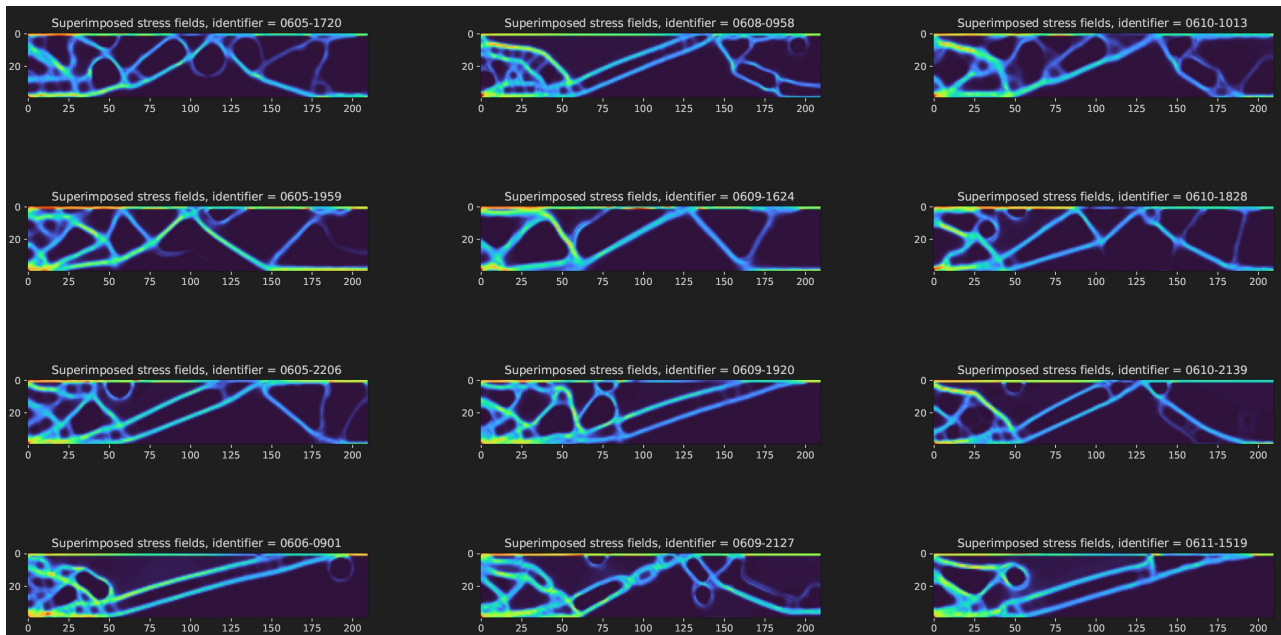 Superimposed stress fields, identifier = 0605-1720
0
20
0 25 50 75 100 125 150 175 200
Superimposed stress fields, identifier = 0608-0958
0
20
0 25 50 75 100 125 150 175 200
Superimposed stress fields, identifier = 0610-1013
0
20
0 25 50 75 100 125 150 175 200
Superimposed stress fields, identifier = 0605-1959
0
20
0 25 50 75 100 125 150 175 200
Superimposed stress fields, identifier = 0609-1624
0
20
0 25 50 75 100 125 150 175 200
Superimposed stress fields, identifier = 0610-1828
0
20
0 25 50 75 100 125 150 175 200
Superimposed stress fields, identifier = 0605-2206
0
20
0 25 50 75 100 125 150 175 200
Superimposed stress fields, identifier = 0609-1920
0
20
0 25 50 75 100 125 150 175 200
Superimposed stress fields, identifier = 0610-2139
0
20
0 25 50 75 100 125 150 175 200
Superimposed stress fields, identifier = 0606-0901
0
20
0 25 50 75 100 125 150 175 200
Superimposed stress fields, identifier = 0609-2127
0
20
0 25 50 75 100 125 150 175 200
Superimposed stress fields, identifier = 0611-1519
0
20
0 25 50 75 100 125 150 175 200